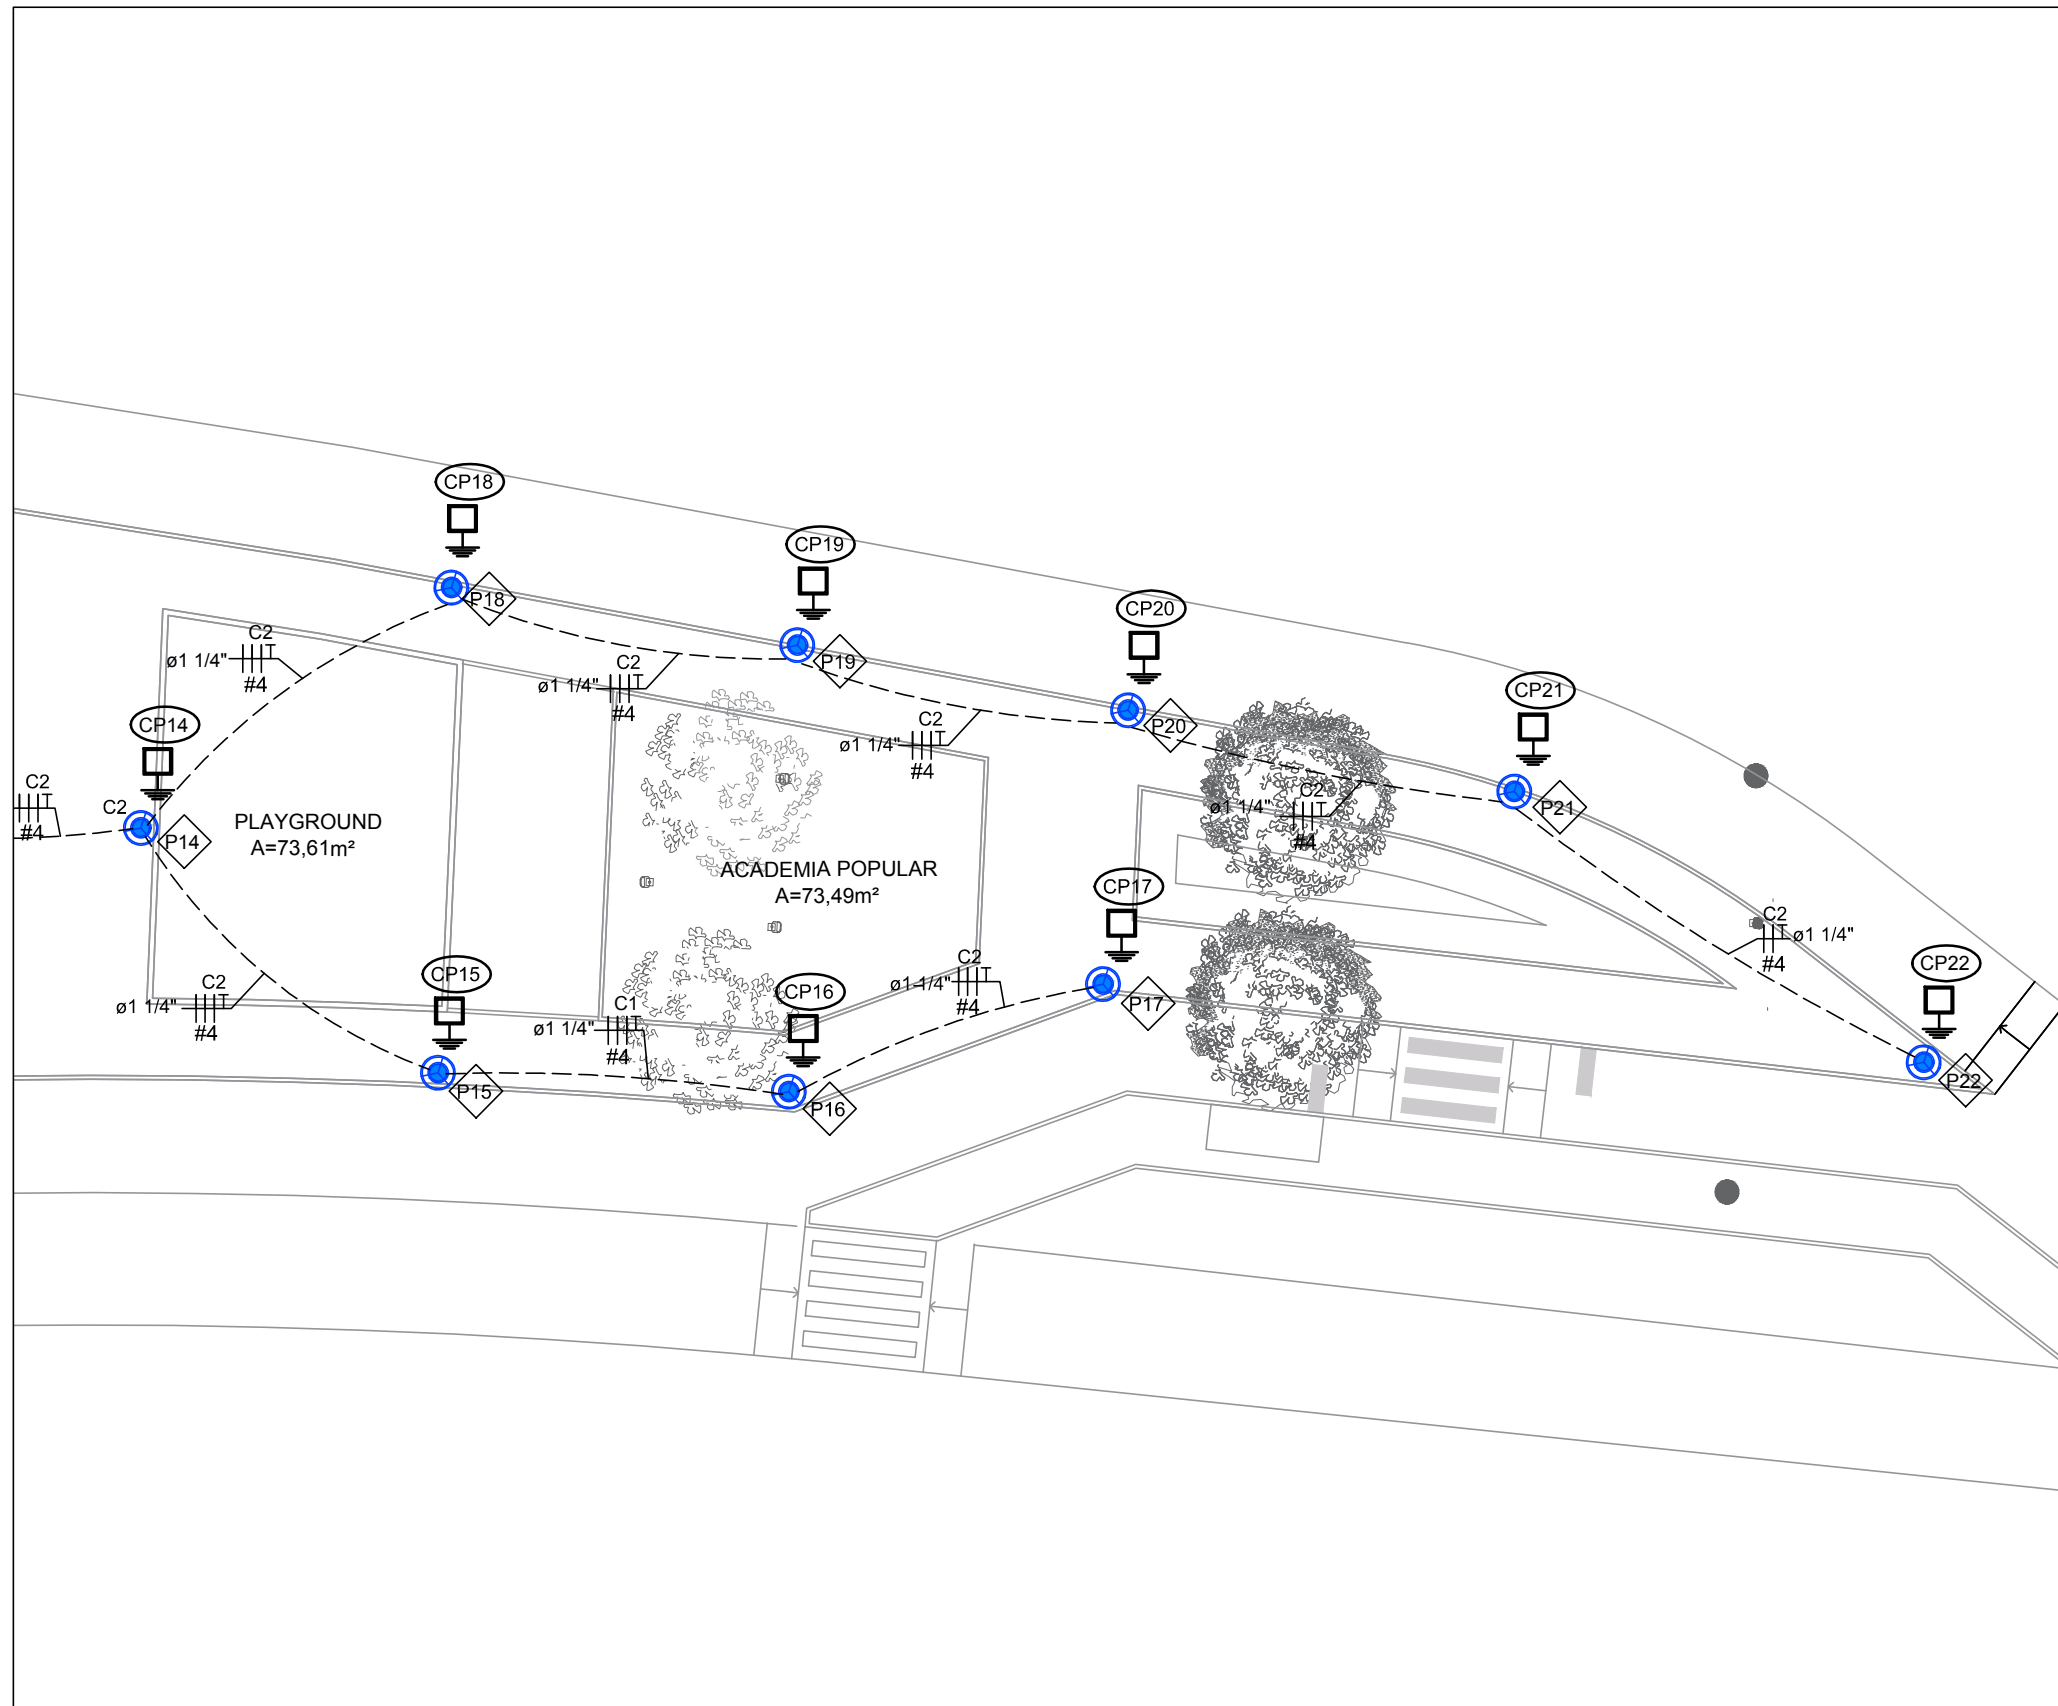 CP18
P18
CP19
P19
CP20
P20
CP21
P21
C2
ø1 1/4"
#4
C2
ø1 1/4"
#4
C2
ø1 1/4"
#4
C2
ø1 1/4"
#4
CP14
C2
#4
C2
P14
PLAYGROUND
A=73,61m²
ACADEMIA POPULAR
A=73,49m²
CP17
P17
C2
ø1 1/4"
#4
CP22
P22
C2
ø1 1/4"
#4
CP15
P15
C1
ø1 1/4"
#4
CP16
P16
C2
ø1 1/4"
#4